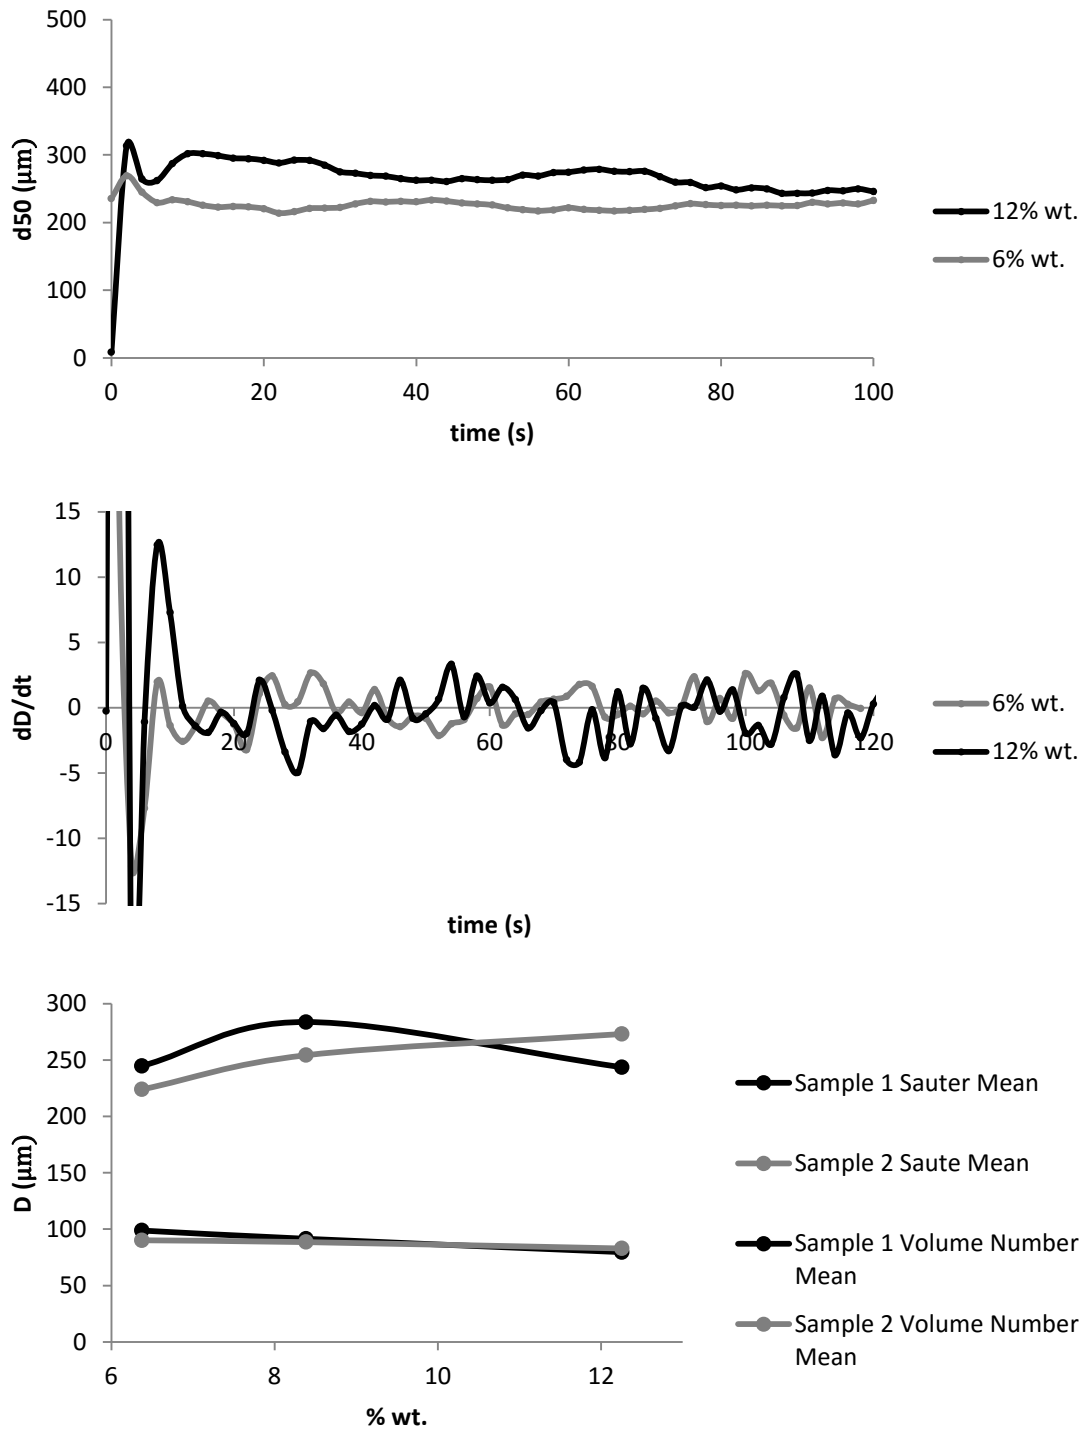 500
400
300
200
100
0
d50 (μm)
0 20 40 60 80 100
time (s)
12% wt.
6% wt.
15
10
5
0
-5
-10
-15
dD/dt
0 20 40 60 80 100 120
time (s)
6% wt.
12% wt.
300
250
200
150
100
50
0
D (μm)
6 8 10 12
% wt.
Sample 1 Sauter Mean
Sample 2 Saute Mean
Sample 1 Volume Number
Mean
Sample 2 Volume Number
Mean